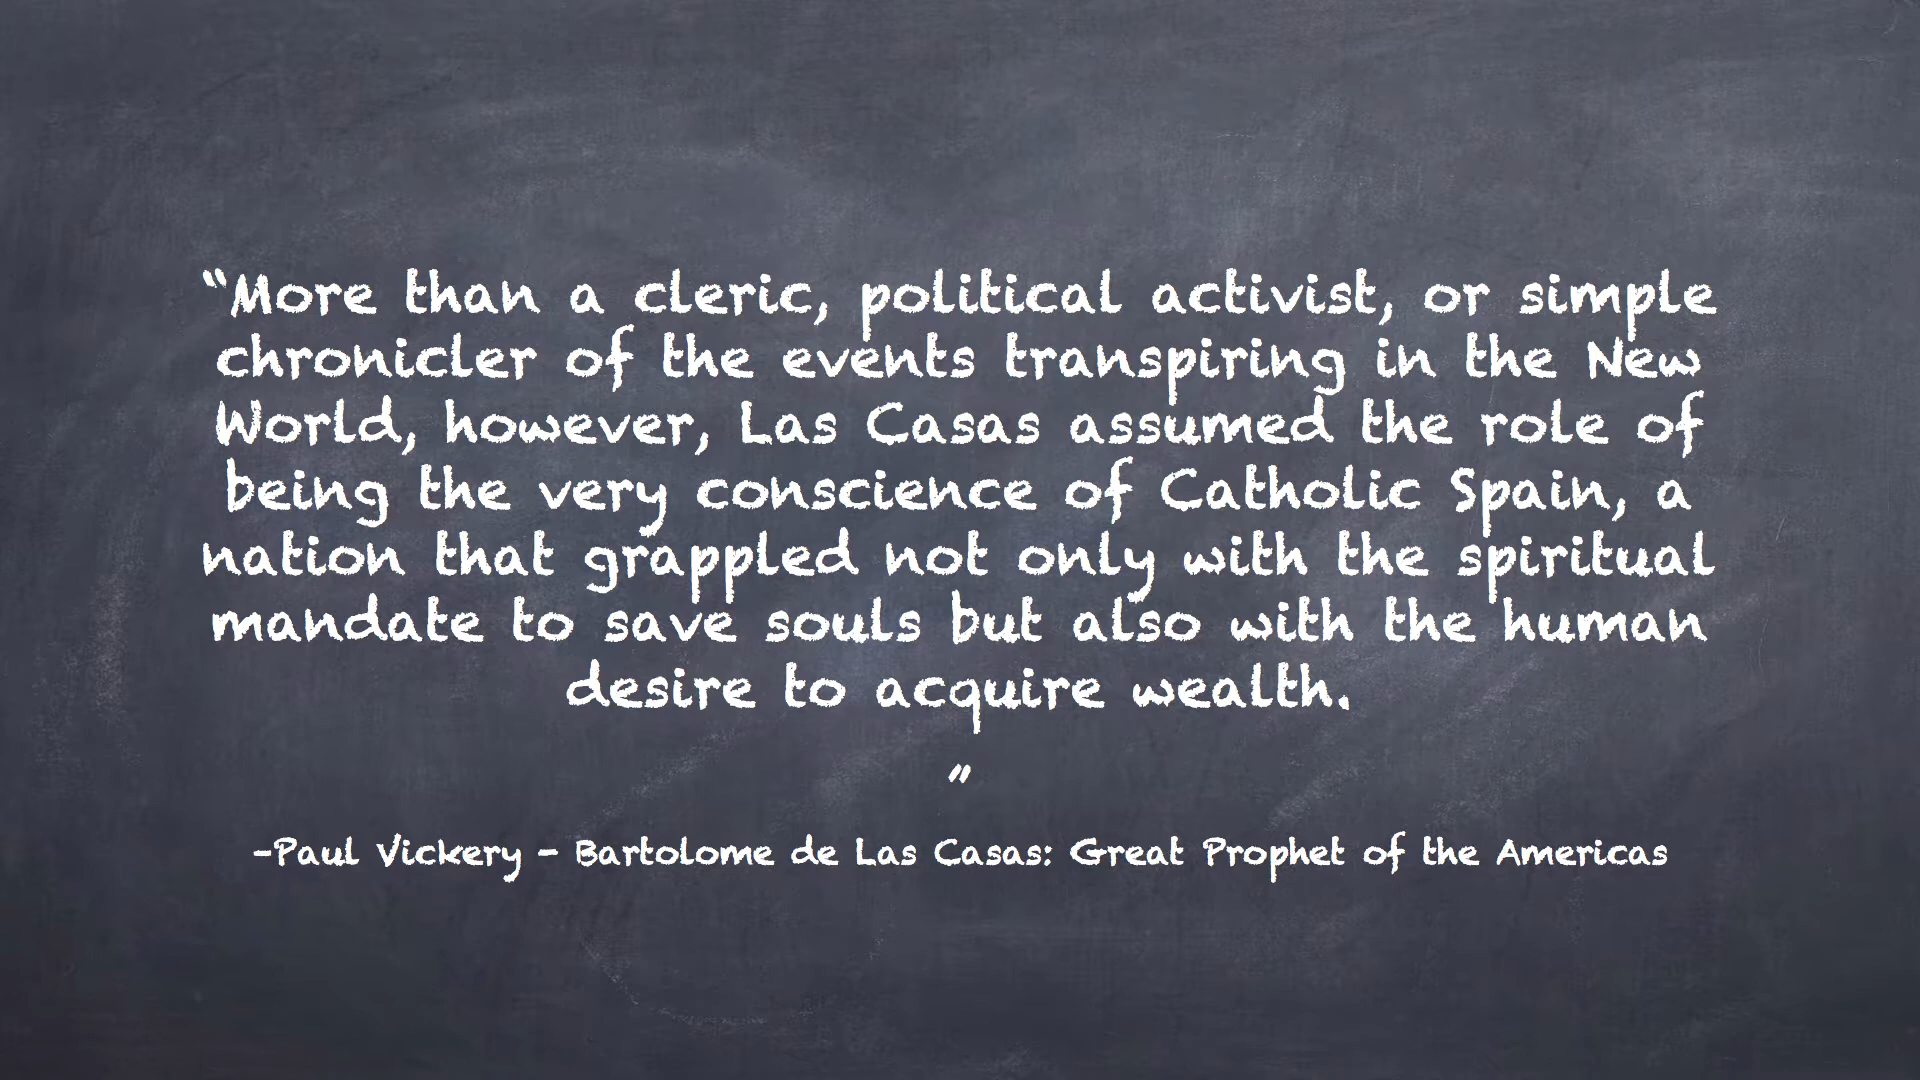 “More than a cleric, political activist, or simple
chronicler of the events transpiring in the New
World, however, Las Casas assumed the role of
being the very conscience of Catholic Spain, a
nation that grappled not only with the spiritual
mandate to save souls but also with the human
desire to acquire wealth.
”
-Paul Vickery - Bartolome de Las Casas: Great Prophet of the Americas